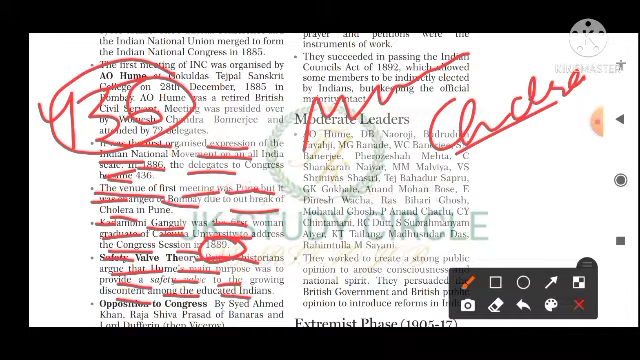 the Indian National Union merged to form
the Indian National Congress in 1885.
The first meeting of INC was organised by
AO Hume at Gokuldas Tejpal Sanskrit
College on 28th December, 1885 in
Bombay. AO Hume was a retired British
Civil Servant. Meeting was presided over
by Womesh Chandra Bonnerjee and
attended by 72 delegates.
It was the first organised expression of the
Indian National Movement on an all India
scale. In 1886, the delegates to Congress
became 436.
The venue of first meeting was Pune but it
was changed to Bombay due to out break of
Cholera in Pune.
Kadambini Ganguly was the first woman
graduate of Calcutta University to address
the Congress Session in 1889.
Safety Valve Theory historians
argue that Hume's main purpose was to
provide a safety valve to the growing
discontent among the educated Indians.
Opposition to Congress By Syed Ahmed
Khan, Raja Shiva Prasad of Banaras and
Lord Dufferin (then Viceroy)
prayer and petitions were the
instruments of work.
They succeeded in passing the Indian
Councils Act of 1892, which allowed
some members to be indirectly elected
by Indians, but keeping the official
majority intact.
Moderate Leaders
AO Hume, DB Naoroji, Badruddin
Tayabji, MG Ranade, WC Banerjee, SN
Banerjee, Pherozeshah Mehta, C
Shankaran Nair, MM Malviya, VS
Shrinivas Shastri, Tej Bahadur Sapru,
GK Gokhale, Anand Mohan Bose, E
Dinesh Wacha, Ras Bihari Ghosh,
Mohanlal Ghosh, P Anand Charlu, CY
Chintamani, RC Dutt, S Subramanyam
Aiyer, KT Tailang, Madhusudan Das,
Rahimtulla M Sayani.
They worked to create a strong public
opinion to arouse consciousness and
national spirit. They persuaded the
British Government and British public
opinion to introduce reforms in India.
Extremist Phase (1905-17)
JK STUDY CIRCLE
KINEMASTER